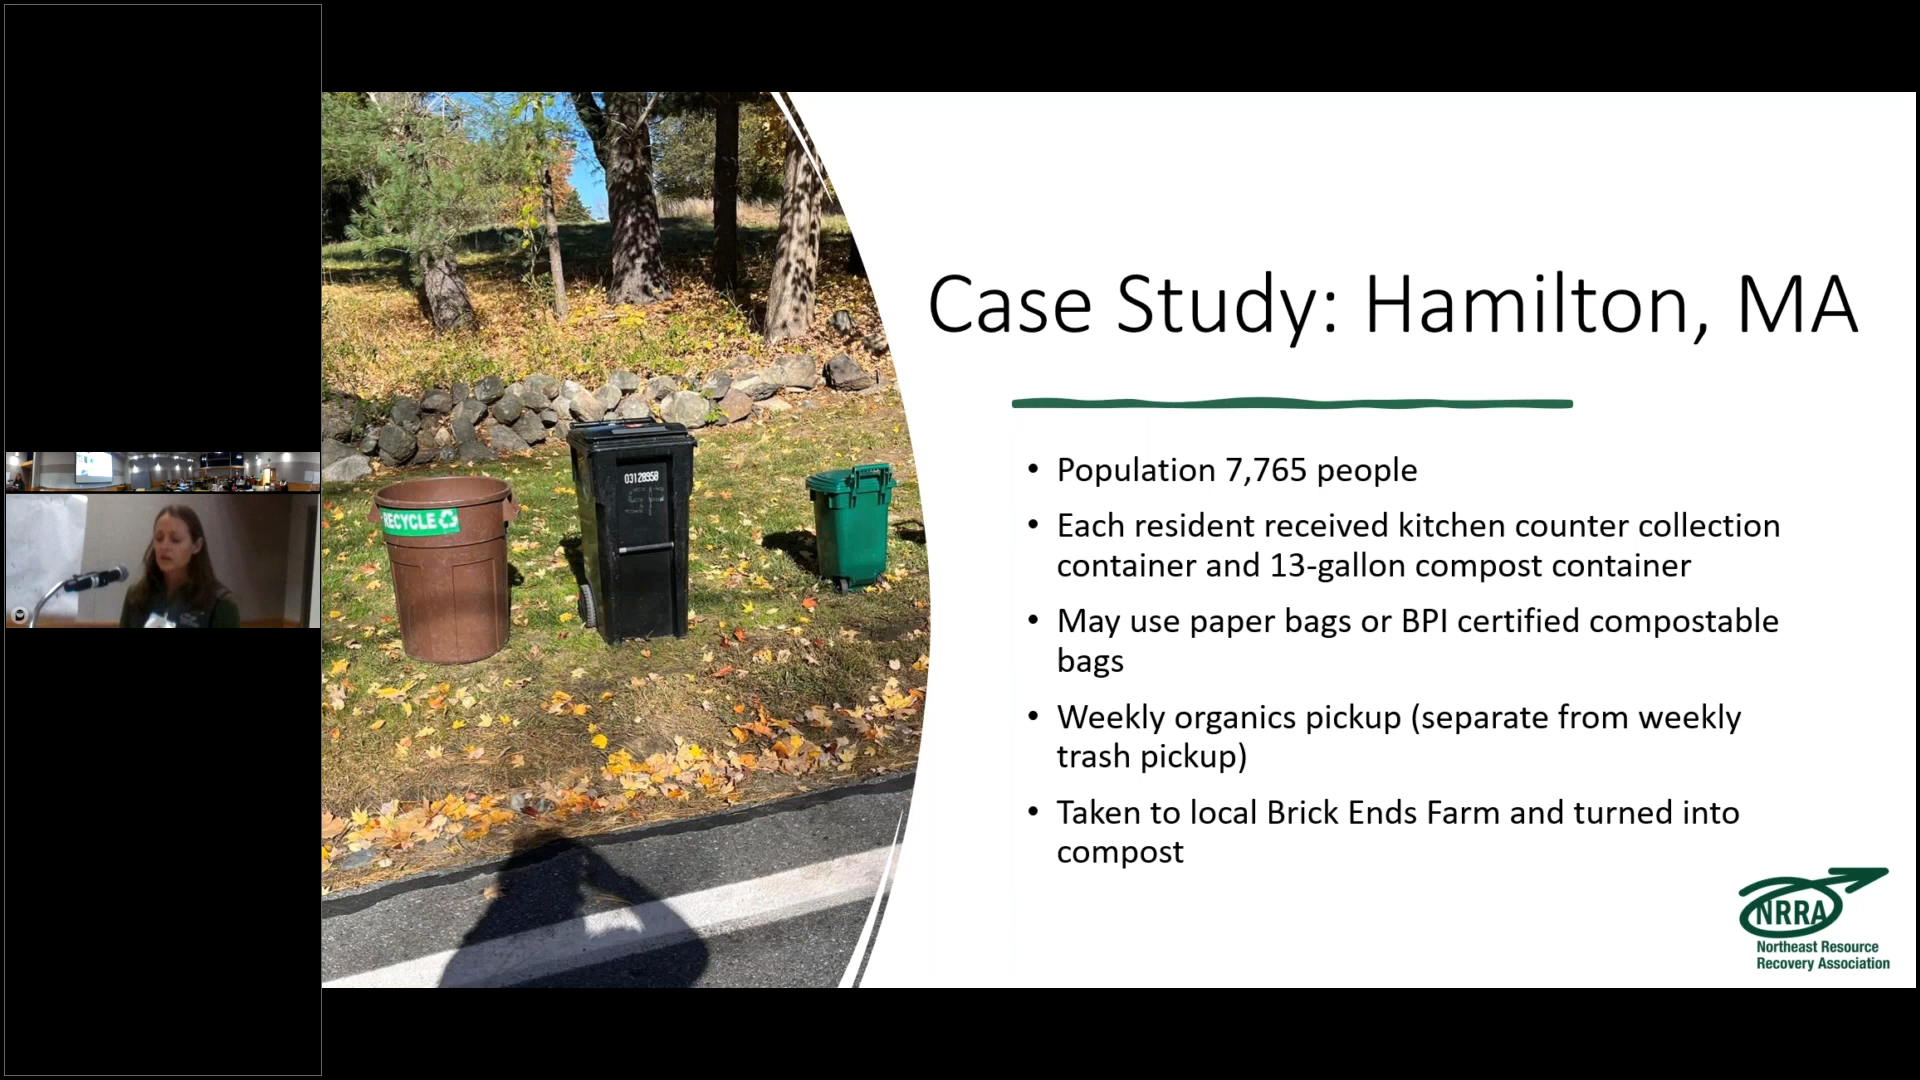 RECYCLE
03128950
Case Study: Hamilton, MA
• Population 7,765 people
• Each resident received kitchen counter collection
container and 13-gallon compost container
• May use paper bags or BPI certified compostable
bags
• Weekly organics pickup (separate from weekly
trash pickup)
• Taken to local Brick Ends Farm and turned into
compost
NRRA
Northeast Resource
Recovery Association